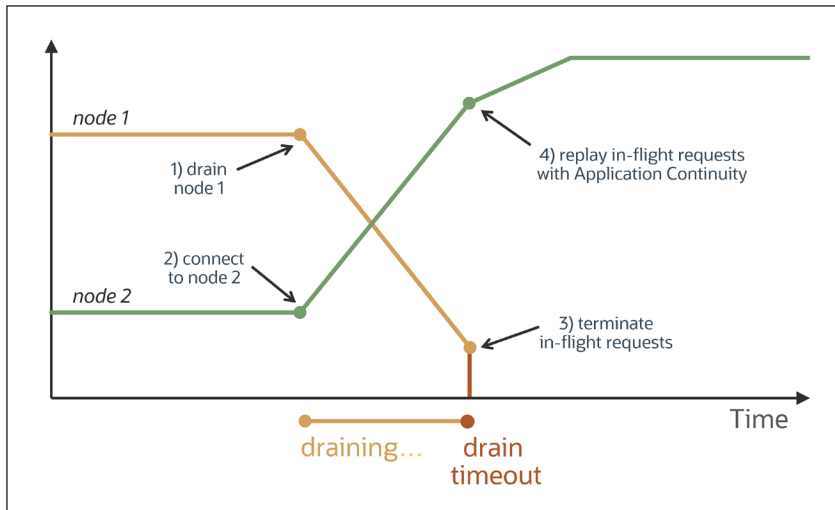 node 1
1) drain
node 1
4) replay in-flight requests
with Application Continuity
2) connect
to node 2
node 2
3) terminate
in-flight requests
Time
draining...
drain
timeout